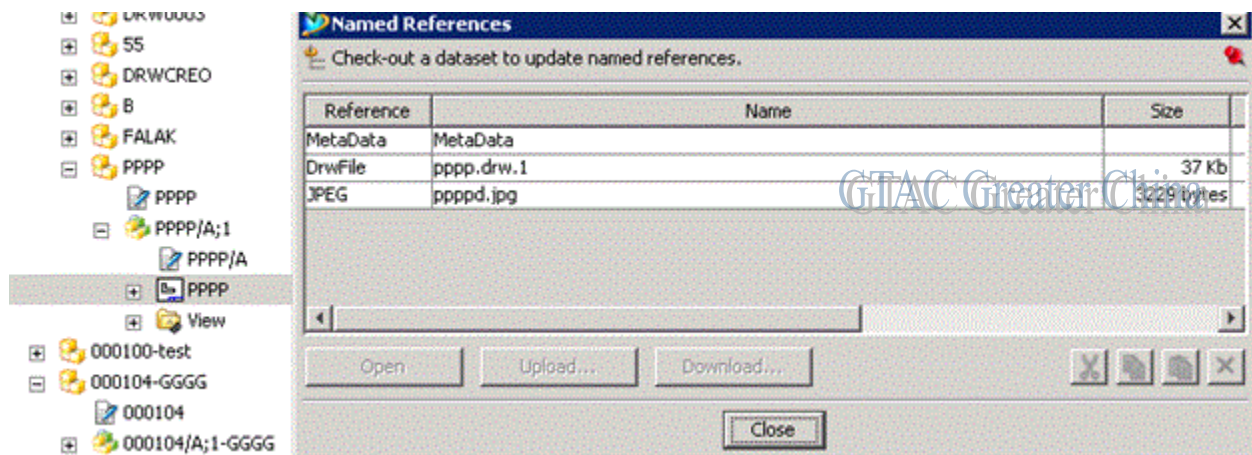 DRW0003
55
DRWCREO
B
FALAK
PPPP
PPPP
PPPP/A;1
PPPP/A
PPPP
View
000100-test
000104-GGGG
000104
000104/A;1-GGGG
Named References
Check-out a dataset to update named references.
Reference Name Size
MetaData MetaData
DrwFile pppp.drw.1 37 Kb
JPEG ppppd.jpg 3229 bytes
GTAC Greater China
Open Upload... Download...
Close